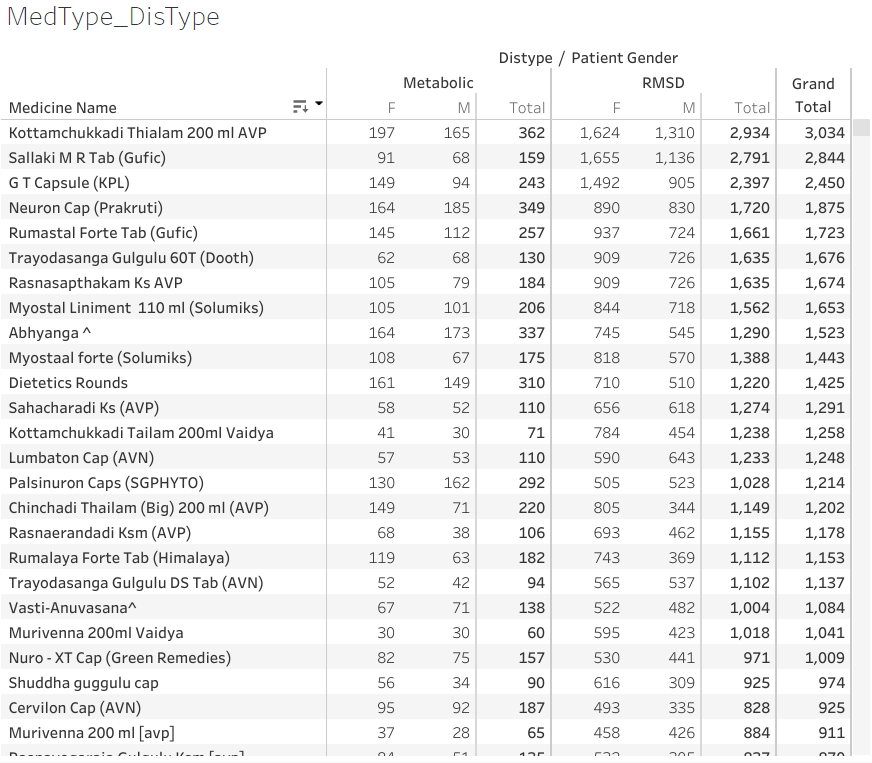 MedType_DisType
Distype / Patient Gender
Metabolic RMSD Grand
Medicine Name F M Total F M Total Total
Kottamchukkadi Thialam 200 ml AVP 197 165 362 1,624 1,310 2,934 3,034
Sallaki M R Tab (Gufic) 91 68 159 1,655 1,136 2,791 2,844
G T Capsule (KPL) 149 94 243 1,492 905 2,397 2,450
Neuron Cap (Prakruti) 164 185 349 890 830 1,720 1,875
Rumastal Forte Tab (Gufic) 145 112 257 937 724 1,661 1,723
Trayodasanga Gulgulu 60T (Dooth) 62 68 130 909 726 1,635 1,676
Rasnasapthakam Ks AVP 105 79 184 909 726 1,635 1,674
Myostal Liniment  110 ml (Solumiks) 105 101 206 844 718 1,562 1,653
Abhyanga ^ 164 173 337 745 545 1,290 1,523
Myostaal forte (Solumiks) 108 67 175 818 570 1,388 1,443
Dietetics Rounds 161 149 310 710 510 1,220 1,425
Sahacharadi Ks (AVP) 58 52 110 656 618 1,274 1,291
Kottamchukkadi Tailam 200ml Vaidya 41 30 71 784 454 1,238 1,258
Lumbaton Cap (AVN) 57 53 110 590 643 1,233 1,248
Palsinuron Caps (SGPHYTO) 130 162 292 505 523 1,028 1,214
Chinchadi Thailam (Big) 200 ml (AVP) 149 71 220 805 344 1,149 1,202
Rasnaerandadi Ksm (AVP) 68 38 106 693 462 1,155 1,178
Rumalaya Forte Tab (Himalaya) 119 63 182 743 369 1,112 1,153
Trayodasanga Gulgulu DS Tab (AVN) 52 42 94 565 537 1,102 1,137
Vasti-Anuvasana^ 67 71 138 522 482 1,004 1,084
Murivenna 200ml Vaidya 30 30 60 595 423 1,018 1,041
Nuro - XT Cap (Green Remedies) 82 75 157 530 441 971 1,009
Shuddha guggulu cap 56 34 90 616 309 925 974
Cervilon Cap (AVN) 95 92 187 493 335 828 925
Murivenna 200 ml [avp] 37 28 65 458 426 884 911